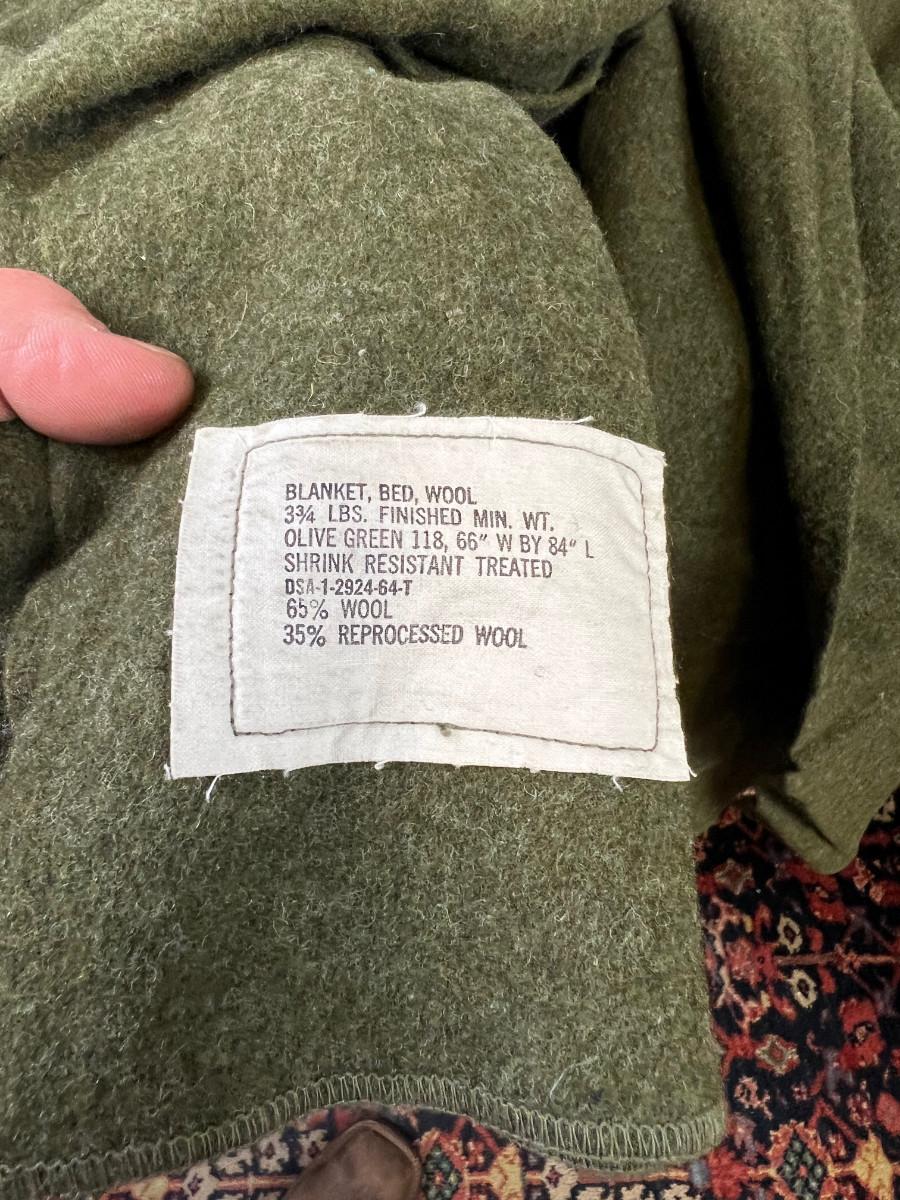 BLANKET, BED, WOOL
3¾ LBS. FINISHED MIN. WT.
OLIVE GREEN 118, 66" W BY 84" L
SHRINK RESISTANT TREATED
DSA-1-2924-64-T
65% WOOL
35% REPROCESSED WOOL